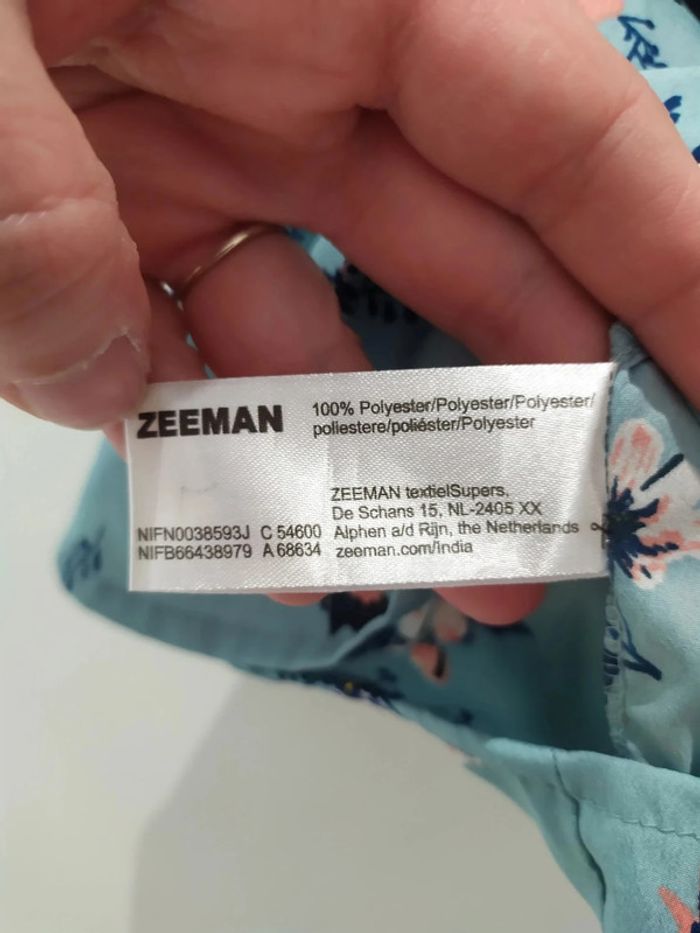 ZEEMAN
100% Polyester/Polyester/Polyester/
poliestere/poliéster/Polyester
ZEEMAN textielSupers,
De Schans 15, NL-2405 XX
Alphen a/d Rijn, the Netherlands
zeeman.com/india
NIFN0038593J C 54600
NIFB66438979 A 68634